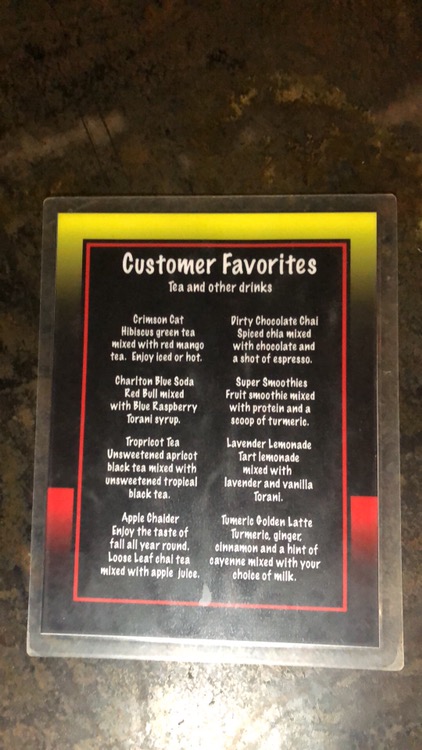 Customer Favorites
Tea and other drinks
Crimson Cat
Hibiscus green tea
mixed with red mango
tea. Enjoy iced or hot.
Charlton Blue Soda
Red Bull mixed
with Blue Raspberry
Torani syrup.
Tropricot Tea
Unsweetened apricot
black tea mixed with
unsweetened tropical
black tea.
Apple Chaider
Enjoy the taste of
fall all year round.
Loose Leaf chai tea
mixed with apple juice.
Dirty Chocolate Chai
Spiced chia mixed
with chocolate and
a shot of espresso.
Super Smoothies
Fruit smoothie mixed
with protein and a
scoop of turmeric.
Lavender Lemonade
Tart lemonade
mixed with
lavender and vanilla
Torani.
Tumeric Golden Latte
Turmeric, ginger,
cinnamon and a hint of
cayenne mixed with your
choice of milk.